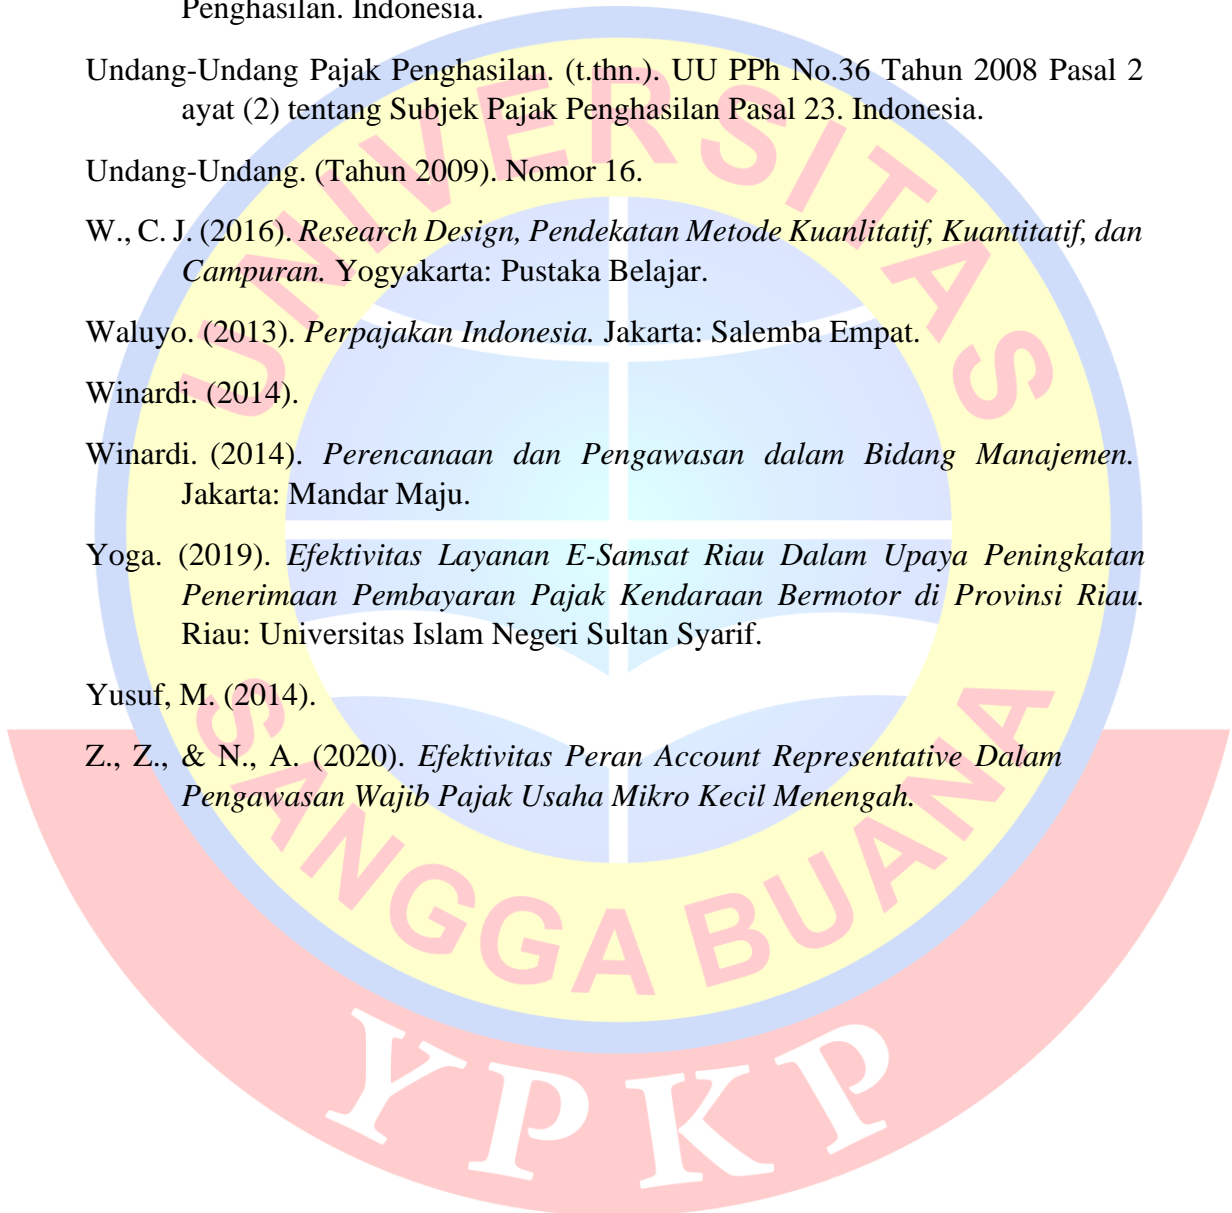 Penghasilan. Indonesia.
Undang-Undang Pajak Penghasilan. (t.thn.). UU PPh No.36 Tahun 2008 Pasal 2
ayat (2) tentang Subjek Pajak Penghasilan Pasal 23. Indonesia.
Undang-Undang. (Tahun 2009). Nomor 16.
W., C. J. (2016). Research Design, Pendekatan Metode Kuanlitatif, Kuantitatif, dan
Campuran. Yogyakarta: Pustaka Belajar.
Waluyo. (2013). Perpajakan Indonesia. Jakarta: Salemba Empat.
Winardi. (2014).
Winardi. (2014). Perencanaan dan Pengawasan dalam Bidang Manajemen.
Jakarta: Mandar Maju.
Yoga. (2019). Efektivitas Layanan E-Samsat Riau Dalam Upaya Peningkatan
Penerimaan Pembayaran Pajak Kendaraan Bermotor di Provinsi Riau.
Riau: Universitas Islam Negeri Sultan Syarif.
Yusuf, M. (2014).
Z., Z., & N., A. (2020). Efektivitas Peran Account Representative Dalam
Pengawasan Wajib Pajak Usaha Mikro Kecil Menengah.
UNIVERSITAS
SANGGA BUANA
YPKP